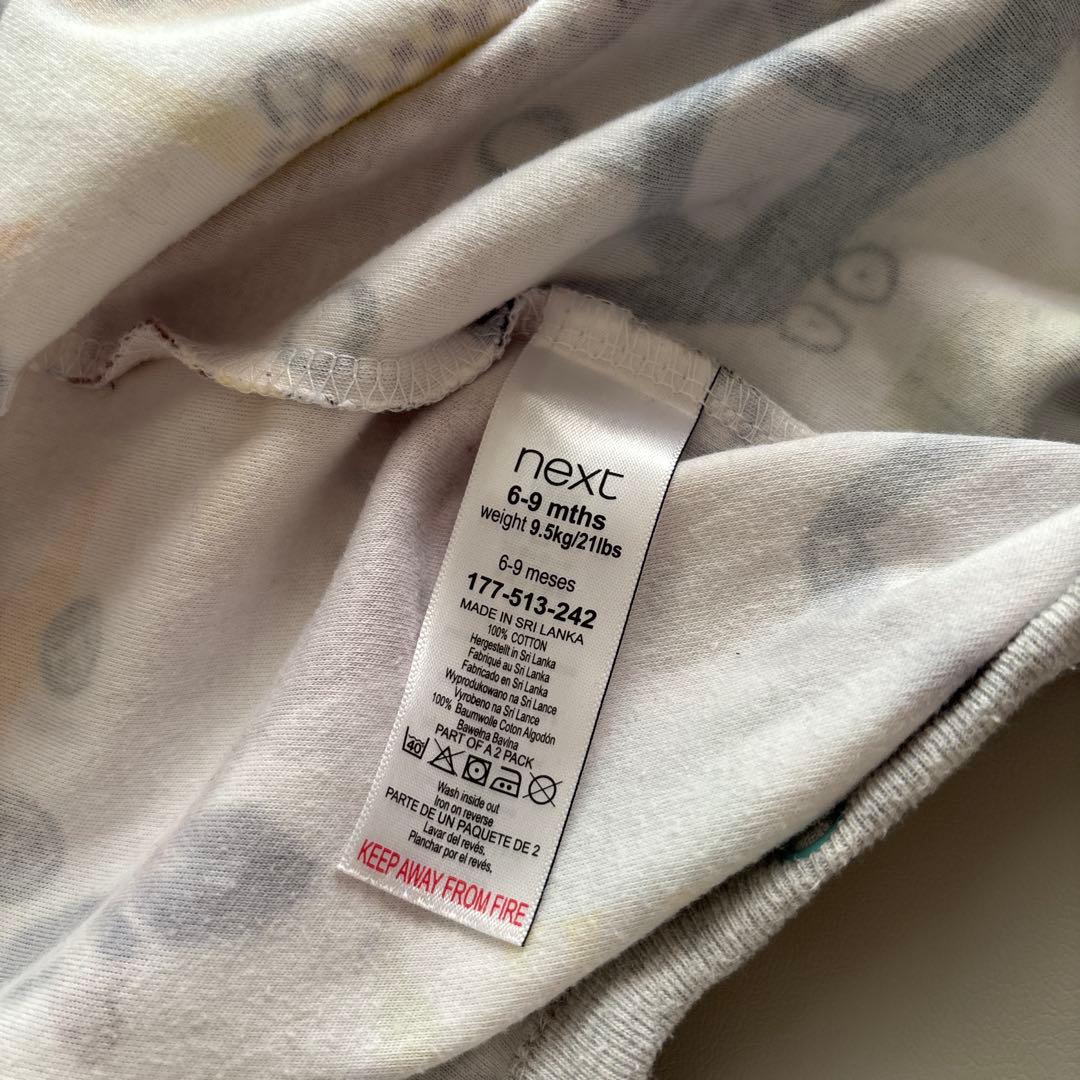 next
6-9 mths
weight 9.5kg/21lbs
6-9 meses
177-513-242
MADE IN SRI LANKA
100% COTTON
Hergestellt in Sri Lanka
Fabriqué au Sri Lanka
Fabricado en Sri Lanka
Wyprodukowano na Sri Lance
Vyrobeno na Srí Lance
100% Baumwolle Coton Algodón
Bawełna Bavlna
PART OF A 2 PACK
40
Wash inside out
Iron on reverse
PARTE DE UN PAQUETE DE 2
Lavar del revés,
Planchar por el revés,
KEEP AWAY FROM FIRE